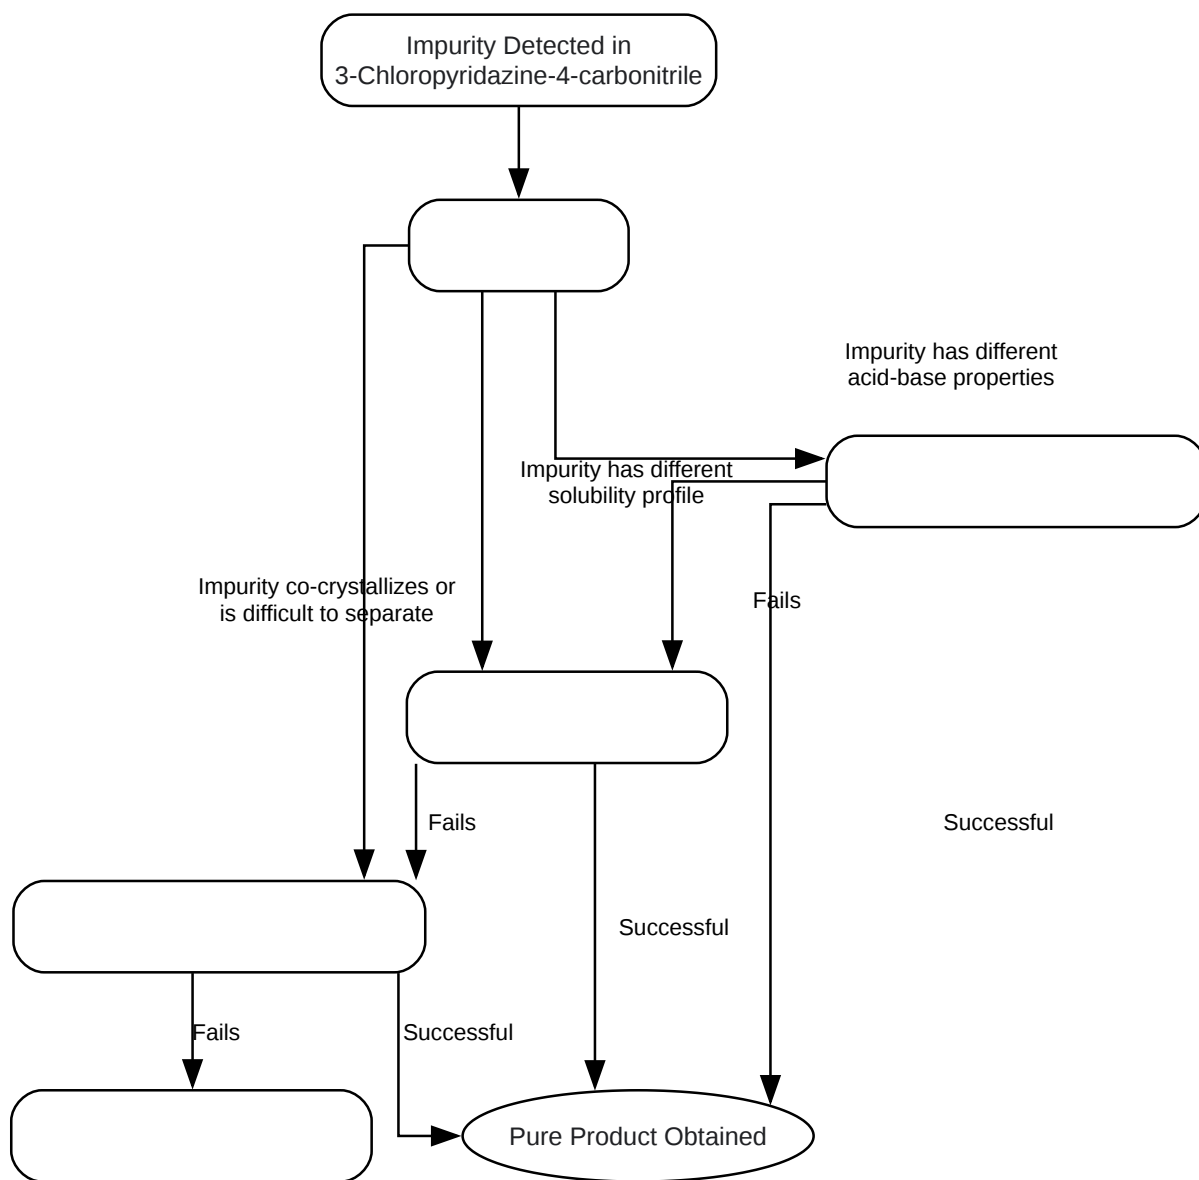 Impurity Detected in
3-Chloropyridazine-4-carbonitrile
Impurity has different
acid-base properties
Impurity has different
solubility profile
Impurity co-crystallizes or
is difficult to separate
Fails
Fails
Successful
Successful
Fails
Successful
Pure Product Obtained